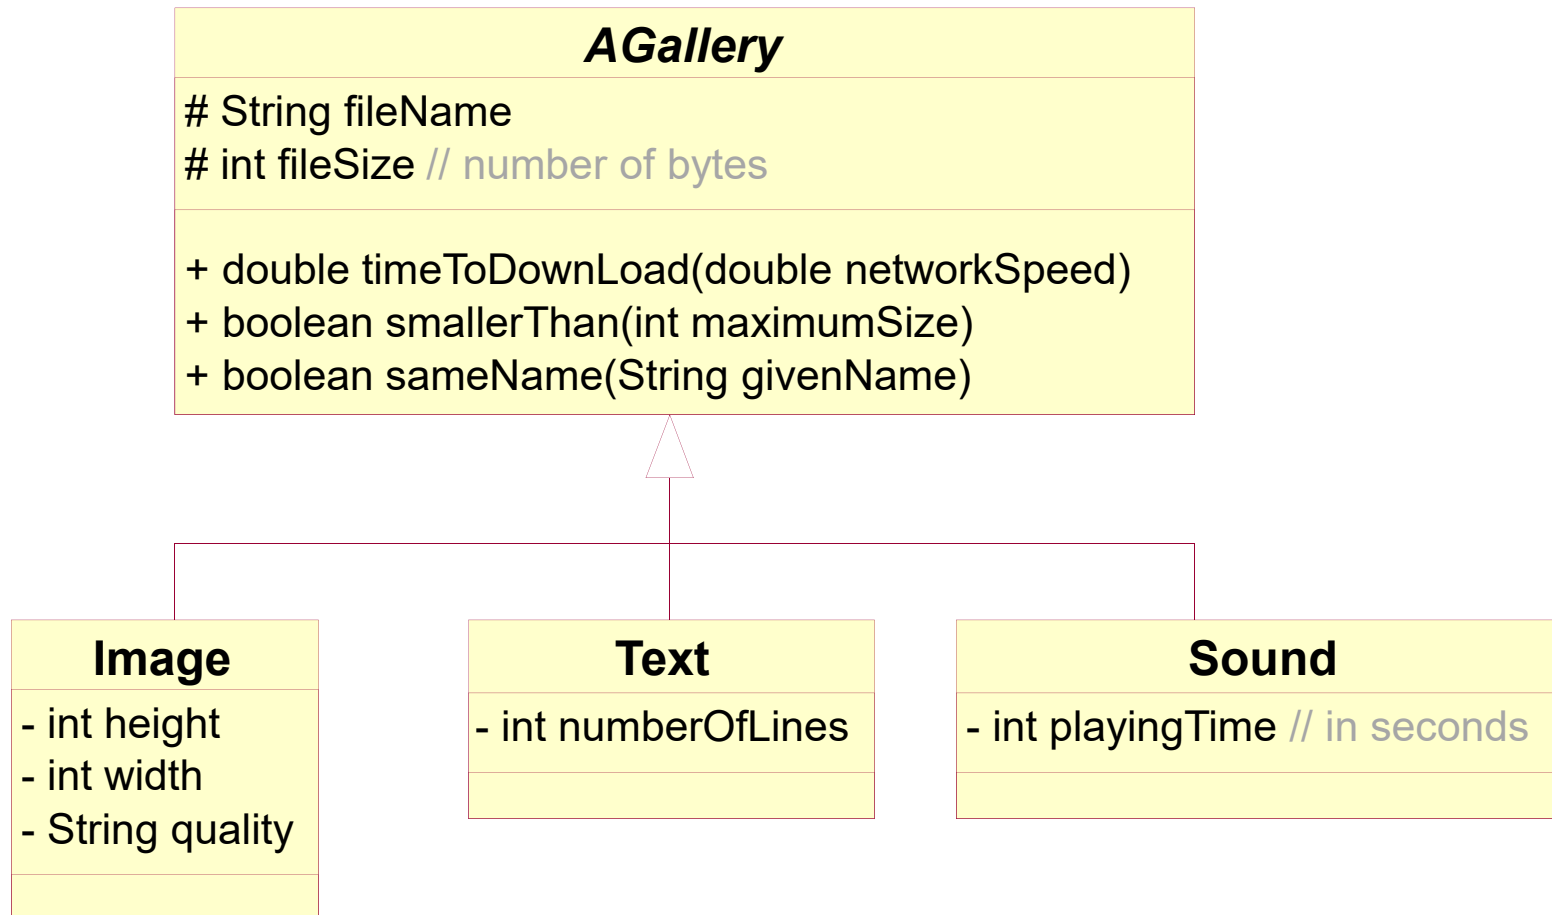 AGallery
# String fileName
# int fileSize // number of bytes
+ double timeToDownLoad(double networkSpeed)
+ boolean smallerThan(int maximumSize)
+ boolean sameName(String givenName)
Image
- int height
- int width
- String quality
Text
- int numberOfLines
Sound
- int playingTime // in seconds